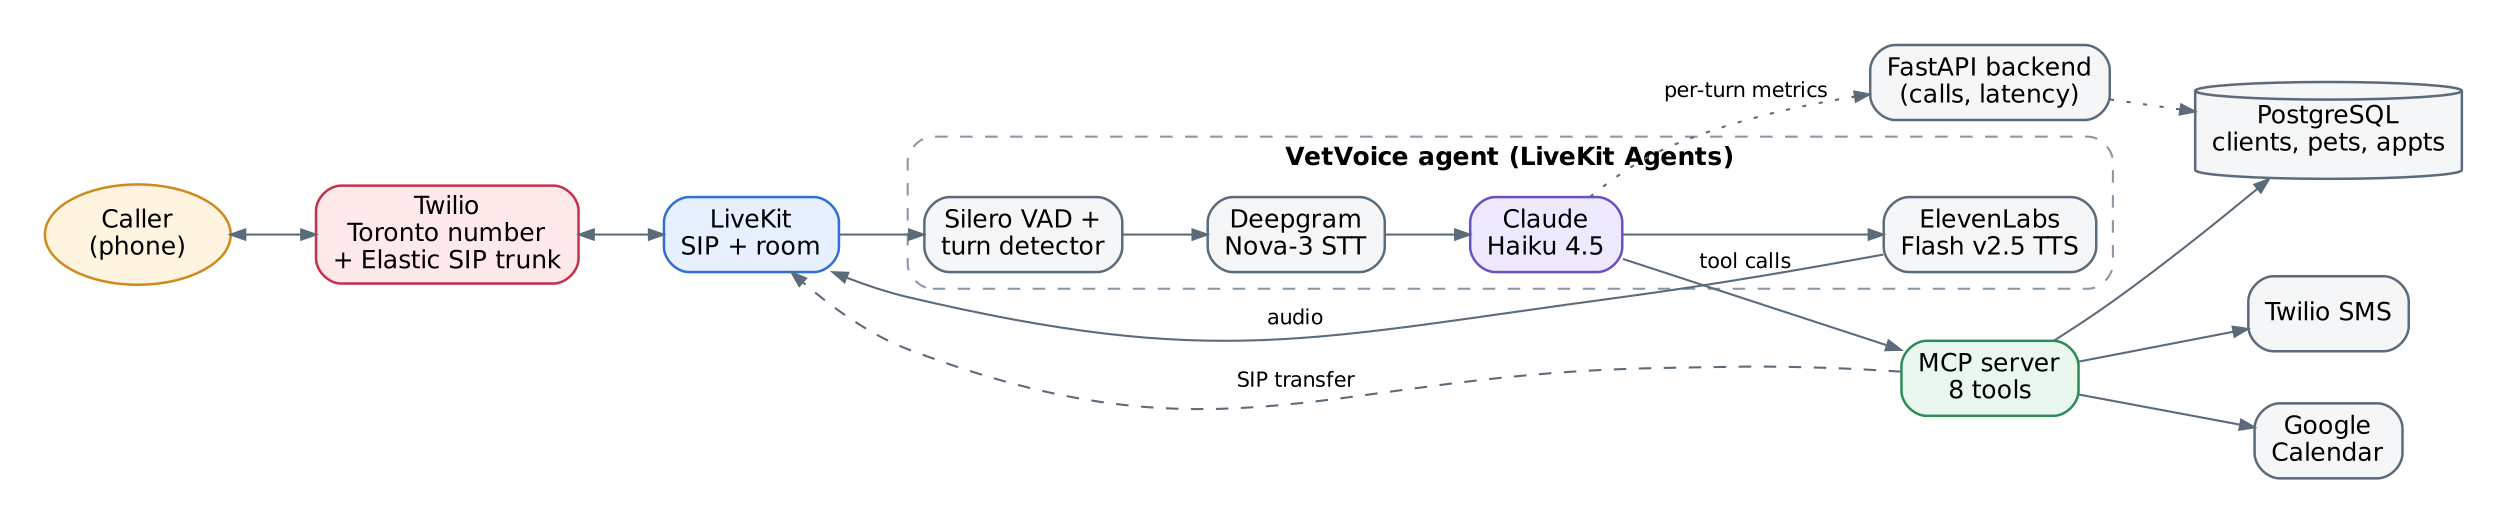 Caller
(phone)
Twilio
Toronto number
+ Elastic SIP trunk
LiveKit
SIP + room
VetVoice agent (LiveKit Agents)
Silero VAD +
turn detector
Deepgram
Nova-3 STT
Claude
Haiku 4.5
ElevenLabs
Flash v2.5 TTS
per-turn metrics
FastAPI backend
(calls, latency)
PostgreSQL
clients, pets, appts
tool calls
audio
SIP transfer
MCP server
8 tools
Twilio SMS
Google
Calendar